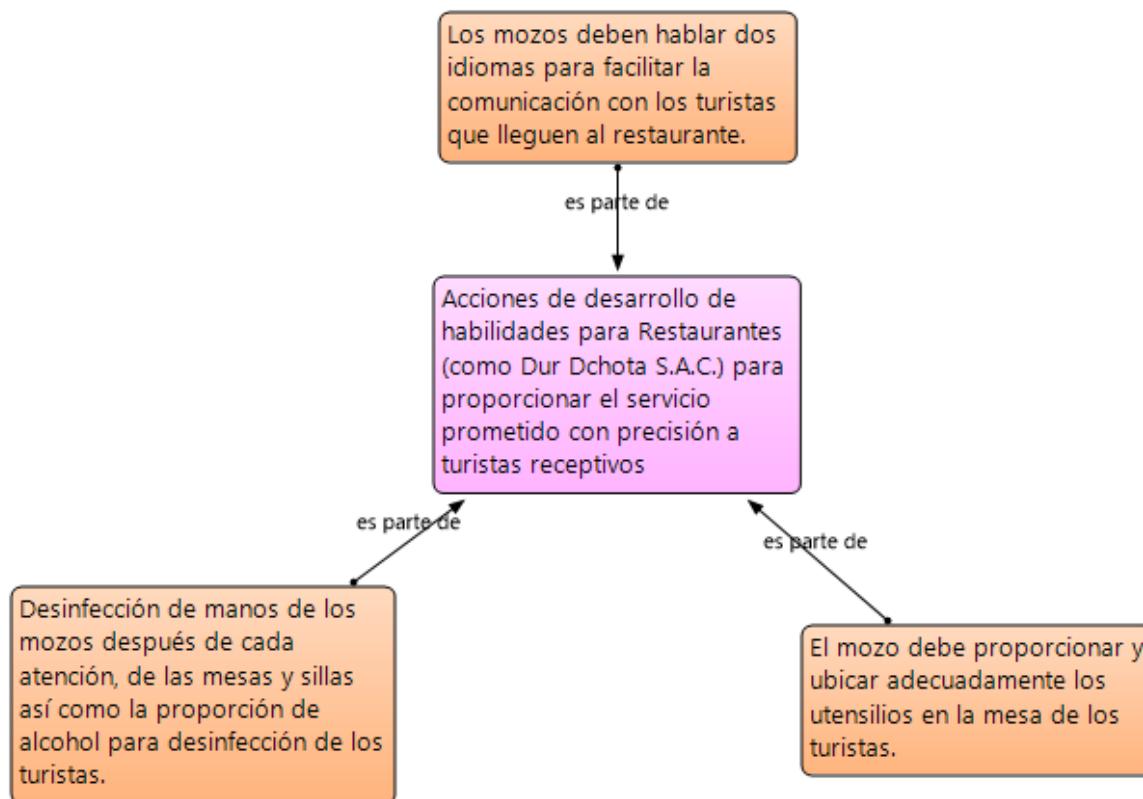 Los mozos deben hablar dos
idiomas para facilitar la
comunicación con los turistas
que lleguen al restaurante.
es parte de
Acciones de desarrollo de
habilidades para Restaurantes
(como Dur Dchota S.A.C.) para
proporcionar el servicio
prometido con precisión a
turistas receptivos
es parte de
es parte de
Desinfección de manos de los
mozos después de cada
atención, de las mesas y sillas
así como la proporción de
alcohol para desinfección de los
turistas.
El mozo debe proporcionar y
ubicar adecuadamente los
utensilios en la mesa de los
turistas.